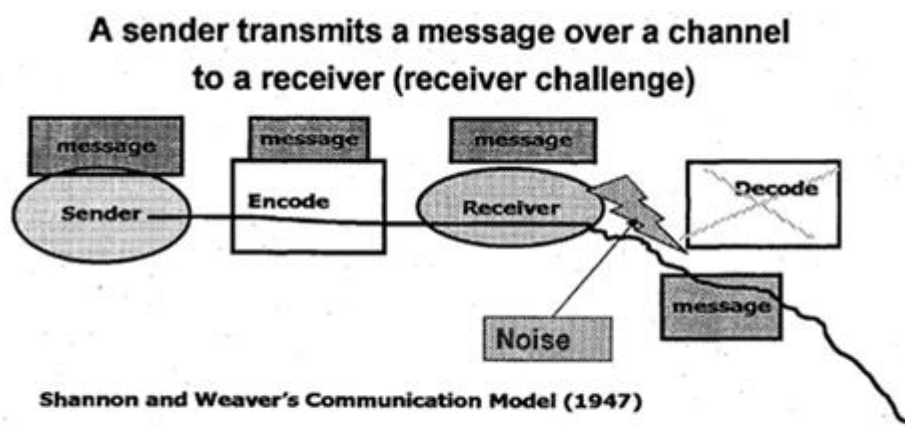 A sender transmits a message over a channel
to a receiver (receiver challenge)
message
message
message
Sender
Encode
Receiver
Decode
message
Noise
Shannon and Weaver's Communication Model (1947)